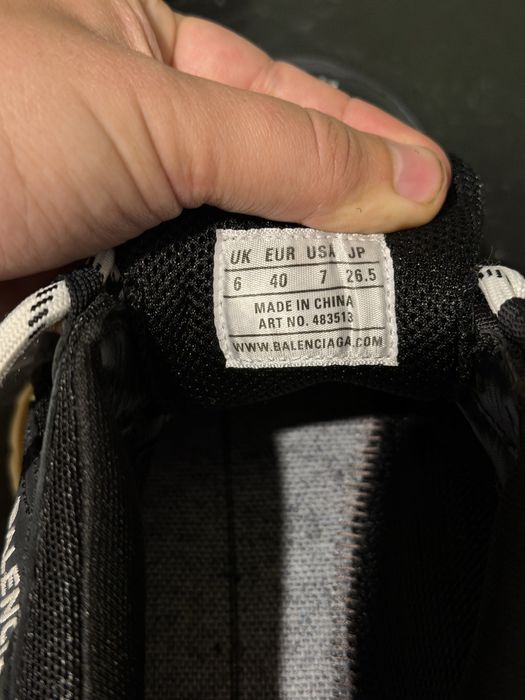 UK EUR USA JP
6 40 7 26.5
MADE IN CHINA
ART NO. 483513
WWW.BALENCIAGA.COM